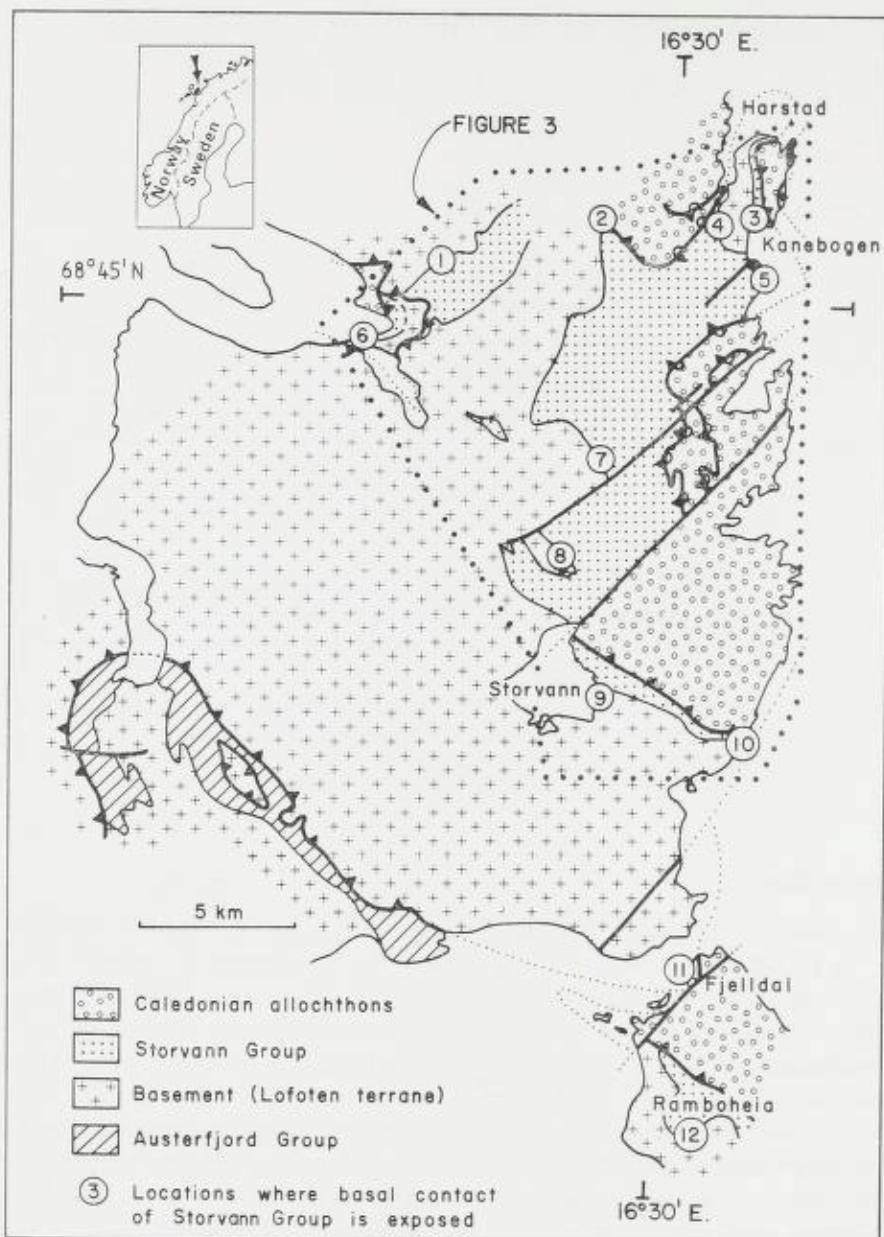 16°30' E.
Harstad
FIGURE 3
Norway
Sweden
2
4
3
1
Kanebogen
68°45' N
5
6
7
8
Storvann
9
10
5 km
11
Fjelldal
Caledonian allochthons
Storvann Group
Basement (Lofoten terrane)
Ramboheia
12
Austerfjord Group
3 Locations where basal contact
of Storvann Group is exposed
16°30' E.